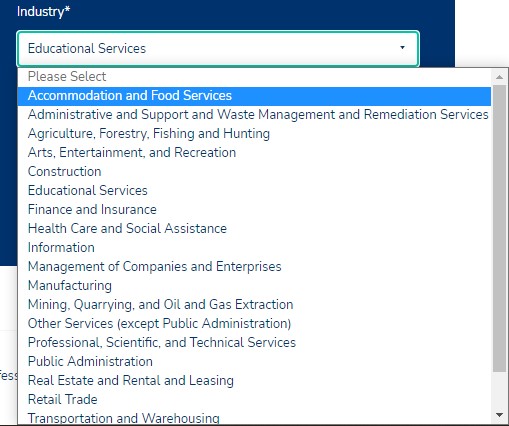 Industry*
Educational Services
Please Select
Accommodation and Food Services
Administrative and Support and Waste Management and Remediation Services
Agriculture, Forestry, Fishing and Hunting
Arts, Entertainment, and Recreation
Construction
Educational Services
Finance and Insurance
Health Care and Social Assistance
Information
Management of Companies and Enterprises
Manufacturing
Mining, Quarrying, and Oil and Gas Extraction
Other Services (except Public Administration)
Professional, Scientific, and Technical Services
Public Administration
Real Estate and Rental and Leasing
Retail Trade
Transportation and Warehousing